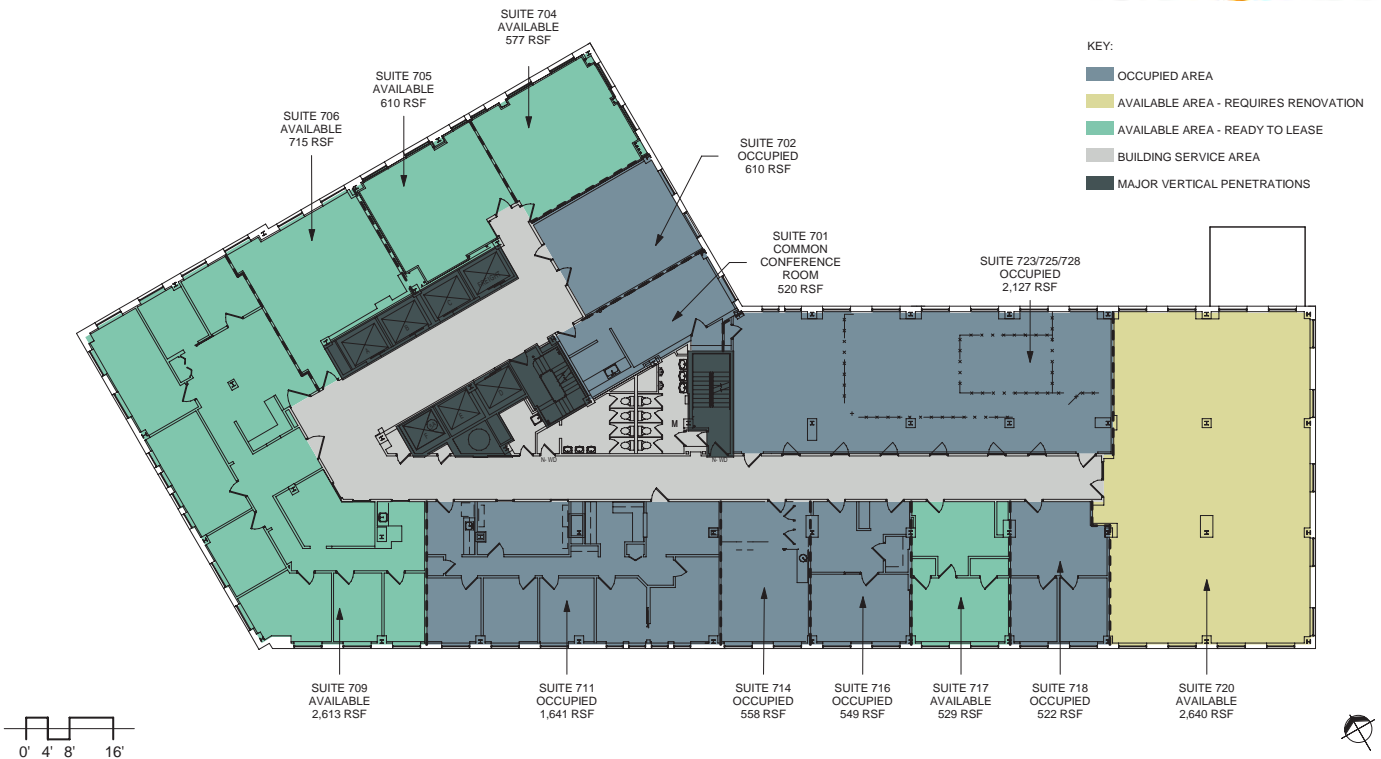 SUITE 704
AVAILABLE
577 RSF
SUITE 705
AVAILABLE
610 RSF
SUITE 706
AVAILABLE
715 RSF
SUITE 702
OCCUPIED
610 RSF
SUITE 701
COMMON
CONFERENCE
ROOM
520 RSF
SUITE 723/725/728
OCCUPIED
2,127 RSF
KEY:
OCCUPIED AREA
AVAILABLE AREA - REQUIRES RENOVATION
AVAILABLE AREA - READY TO LEASE
BUILDING SERVICE AREA
MAJOR VERTICAL PENETRATIONS
M
N- WD
N- WD
SUITE 709
AVAILABLE
2,613 RSF
SUITE 711
OCCUPIED
1,641 RSF
SUITE 714
OCCUPIED
558 RSF
SUITE 716
OCCUPIED
549 RSF
SUITE 717
AVAILABLE
529 RSF
SUITE 718
OCCUPIED
522 RSF
SUITE 720
AVAILABLE
2,640 RSF
0' 4' 8' 16'